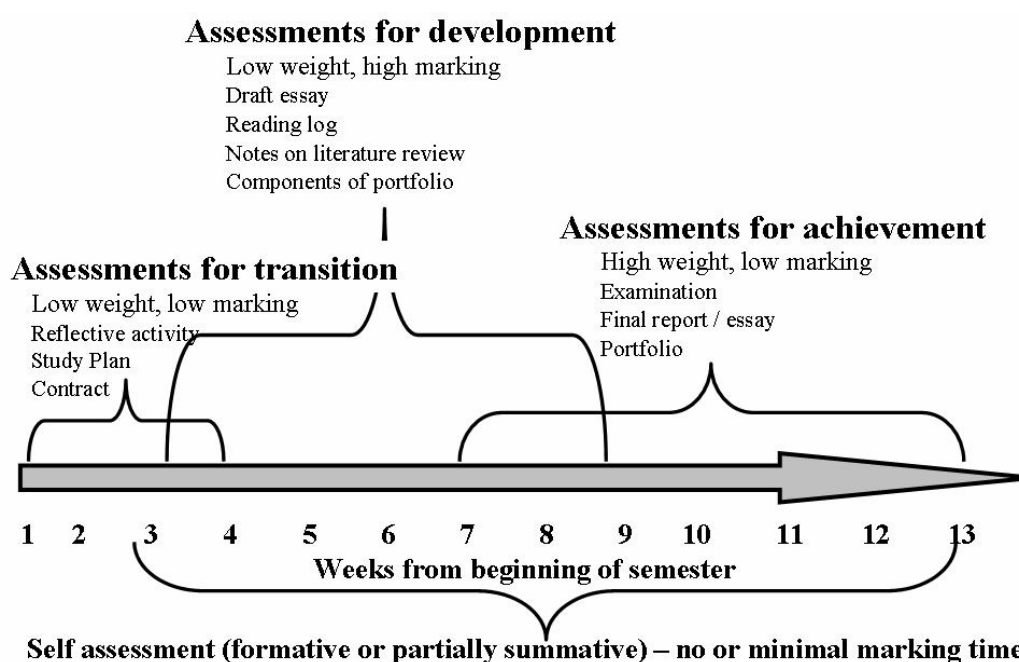 Assessments for development
Low weight, high marking
Draft essay
Reading log
Notes on literature review
Components of portfolio
Assessments for achievement
High weight, low marking
Examination
Final report / essay
Portfolio
Assessments for transition
Low weight, low marking
Reflective activity
Study Plan
Contract
1 2 3 4 5 6 7 8 9 10 11 12 13
Weeks from beginning of semester
Self assessment (formative or partially summative) – no or minimal marking time